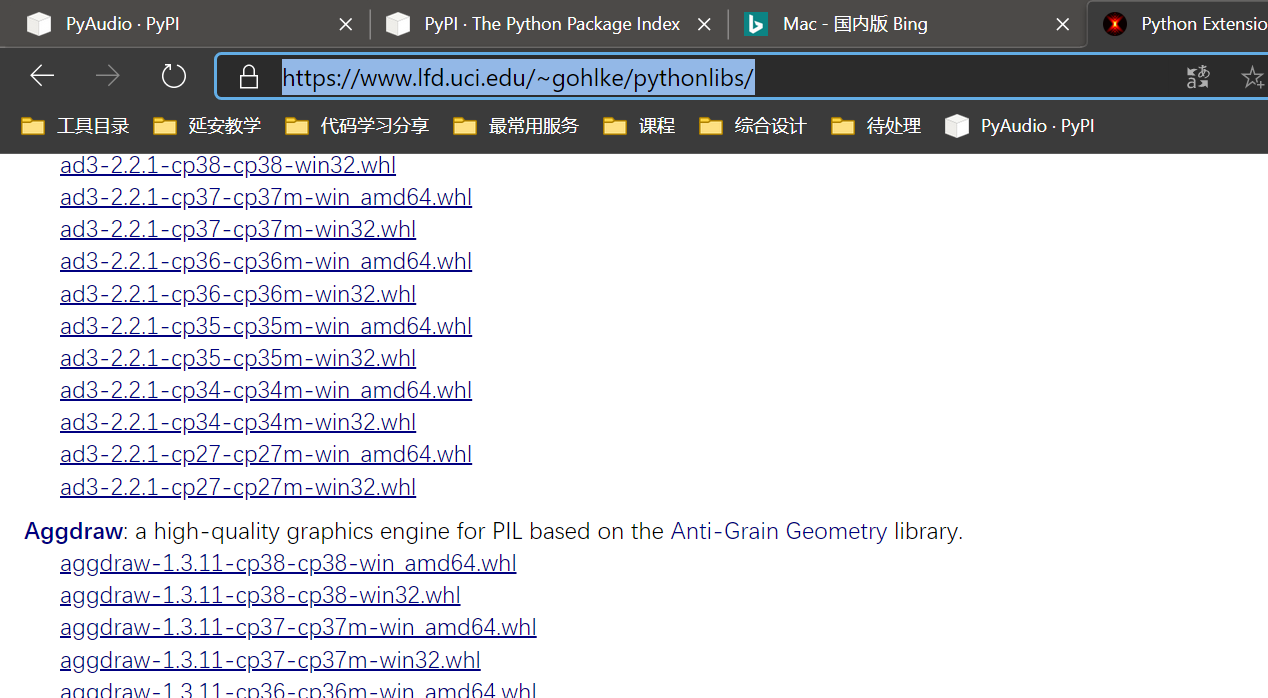 PyAudio · PyPI
PyPI · The Python Package Index
Mac - 国内版 Bing
Python Extensio
https://www.lfd.uci.edu/~gohlke/pythonlibs/
工具目录
延安教学
代码学习分享
最常用服务
课程
综合设计
待处理
PyAudio · PyPI
ad3-2.2.1-cp38-cp38-win32.whl
ad3-2.2.1-cp37-cp37m-win_amd64.whl
ad3-2.2.1-cp37-cp37m-win32.whl
ad3-2.2.1-cp36-cp36m-win_amd64.whl
ad3-2.2.1-cp36-cp36m-win32.whl
ad3-2.2.1-cp35-cp35m-win_amd64.whl
ad3-2.2.1-cp35-cp35m-win32.whl
ad3-2.2.1-cp34-cp34m-win_amd64.whl
ad3-2.2.1-cp34-cp34m-win32.whl
ad3-2.2.1-cp27-cp27m-win_amd64.whl
ad3-2.2.1-cp27-cp27m-win32.whl
Aggdraw: a high-quality graphics engine for PIL based on the Anti-Grain Geometry library.
aggdraw-1.3.11-cp38-cp38-win_amd64.whl
aggdraw-1.3.11-cp38-cp38-win32.whl
aggdraw-1.3.11-cp37-cp37m-win_amd64.whl
aggdraw-1.3.11-cp37-cp37m-win32.whl
aggdraw-1.3.11-cp36-cp36m-win_amd64.whl